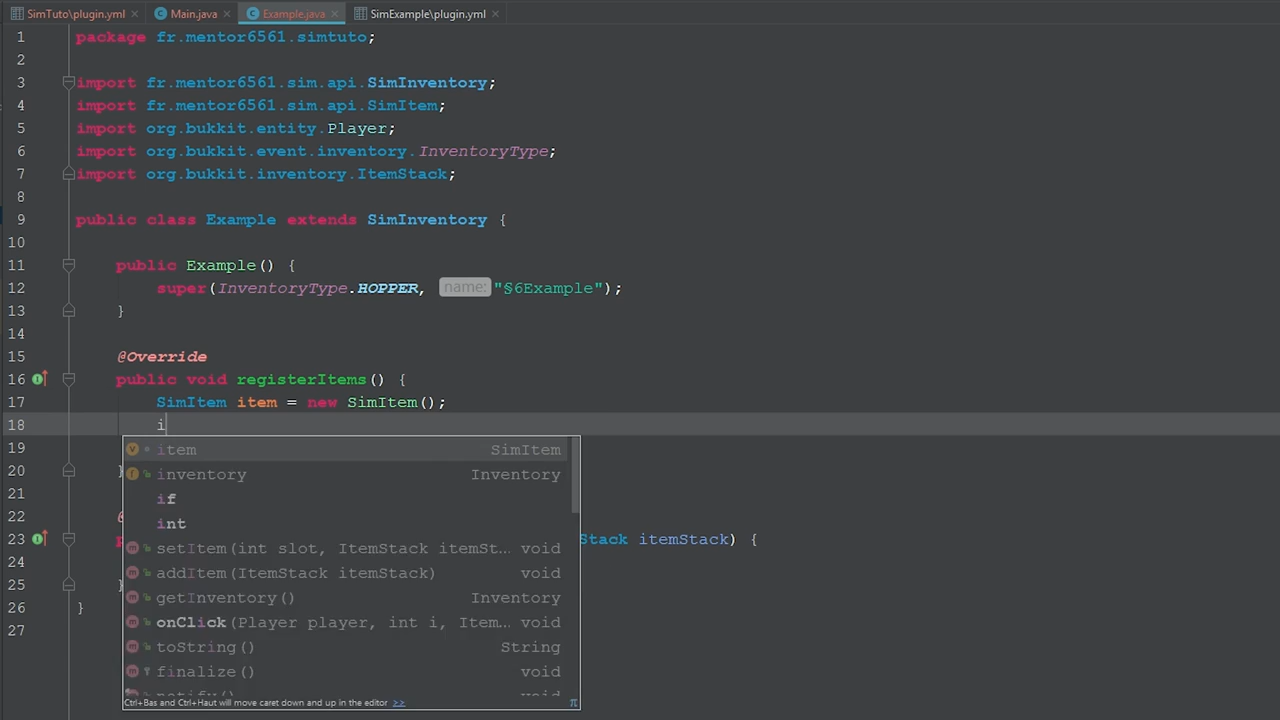 SimTuto\plugin.yml × Main.java × Example.java × SimExample\plugin.yml ×
1 package fr.mentor6561.simtuto;
2
3 import fr.mentor6561.sim.api.SimInventory;
4 import fr.mentor6561.sim.api.SimItem;
5 import org.bukkit.entity.Player;
6 import org.bukkit.event.inventory.InventoryType;
7 import org.bukkit.inventory.ItemStack;
8
9 public class Example extends SimInventory {
10
11 public Example() {
12 super(InventoryType.HOPPER, name: "§6Example");
13 }
14
15 @Override
16 public void registerItems() {
17 SimItem item = new SimItem();
18 i
19 item SimItem
20 } inventory Inventory
21 if
22 @ int
23 p setItem(int slot, ItemStack itemSt... void Stack itemStack) {
24 addItem(ItemStack itemStack) void
25 } getInventory() Inventory
26 } onClick(Player player, int i, Item... void
27 toString() String
finalize() void
notify() void
Ctrl+Bas and Ctrl+Haut will move caret down and up in the editor >> π